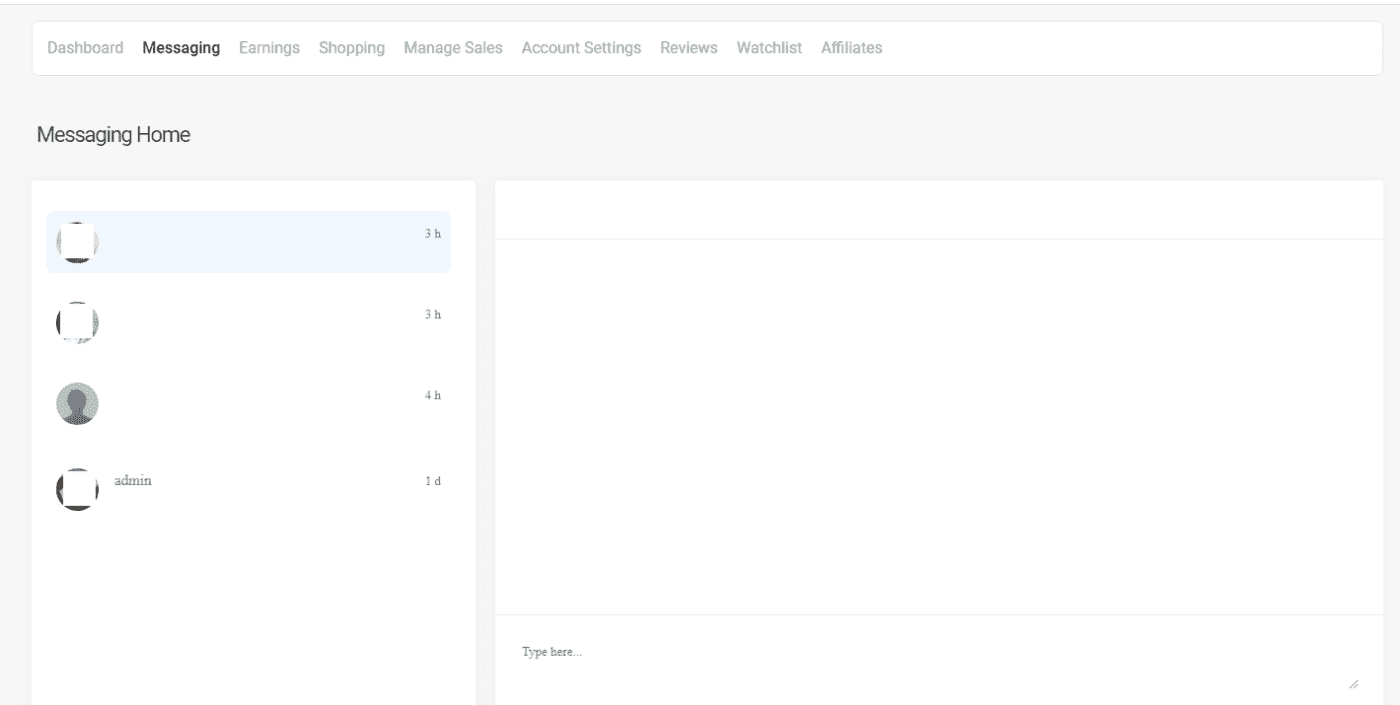 Dashboard Messaging Earnings Shopping Manage Sales Account Settings Reviews Watchlist Affiliates
Messaging Home
3 h
3 h
4 h
admin 1 d
Type here...